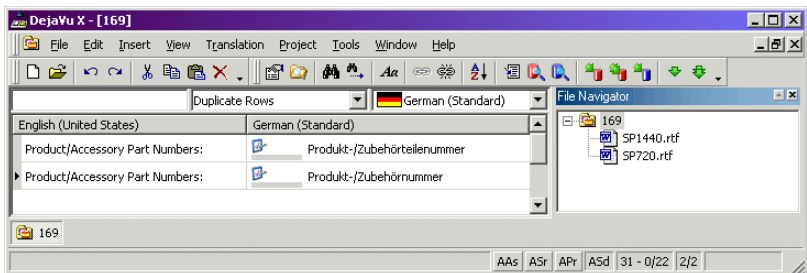 DejaVu X - [169]
File Edit Insert View Translation Project Tools Window Help
Aa
Duplicate Rows German (Standard) File Navigator
English (United States) German (Standard) 169
Product/Accessory Part Numbers: Produkt-/Zubehörteilenummer SP1440.rtf
SP720.rtf
Product/Accessory Part Numbers: Produkt-/Zubehörnummer
169
AAs ASr APr ASd 31 - 0/22 2/2